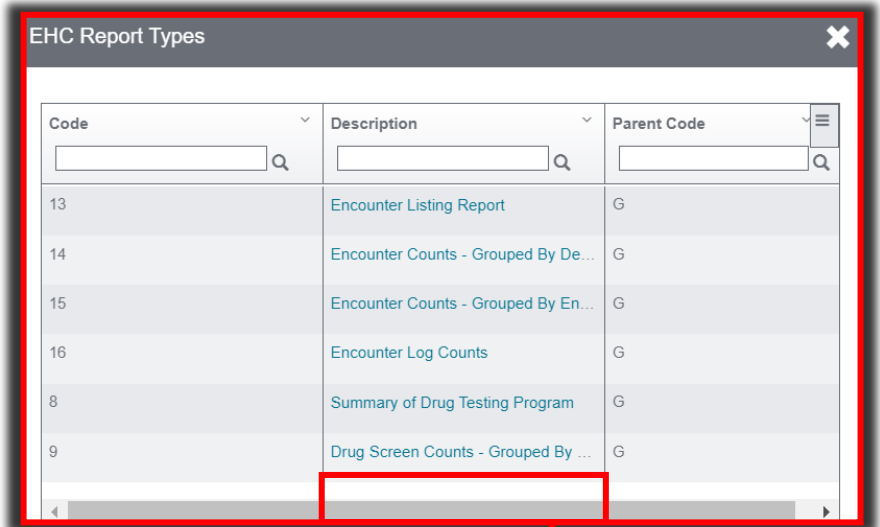 EHC Report Types
Code Description Parent Code
13 Encounter Listing Report G
14 Encounter Counts - Grouped By De... G
15 Encounter Counts - Grouped By En... G
16 Encounter Log Counts G
8 Summary of Drug Testing Program G
9 Drug Screen Counts - Grouped By ... G